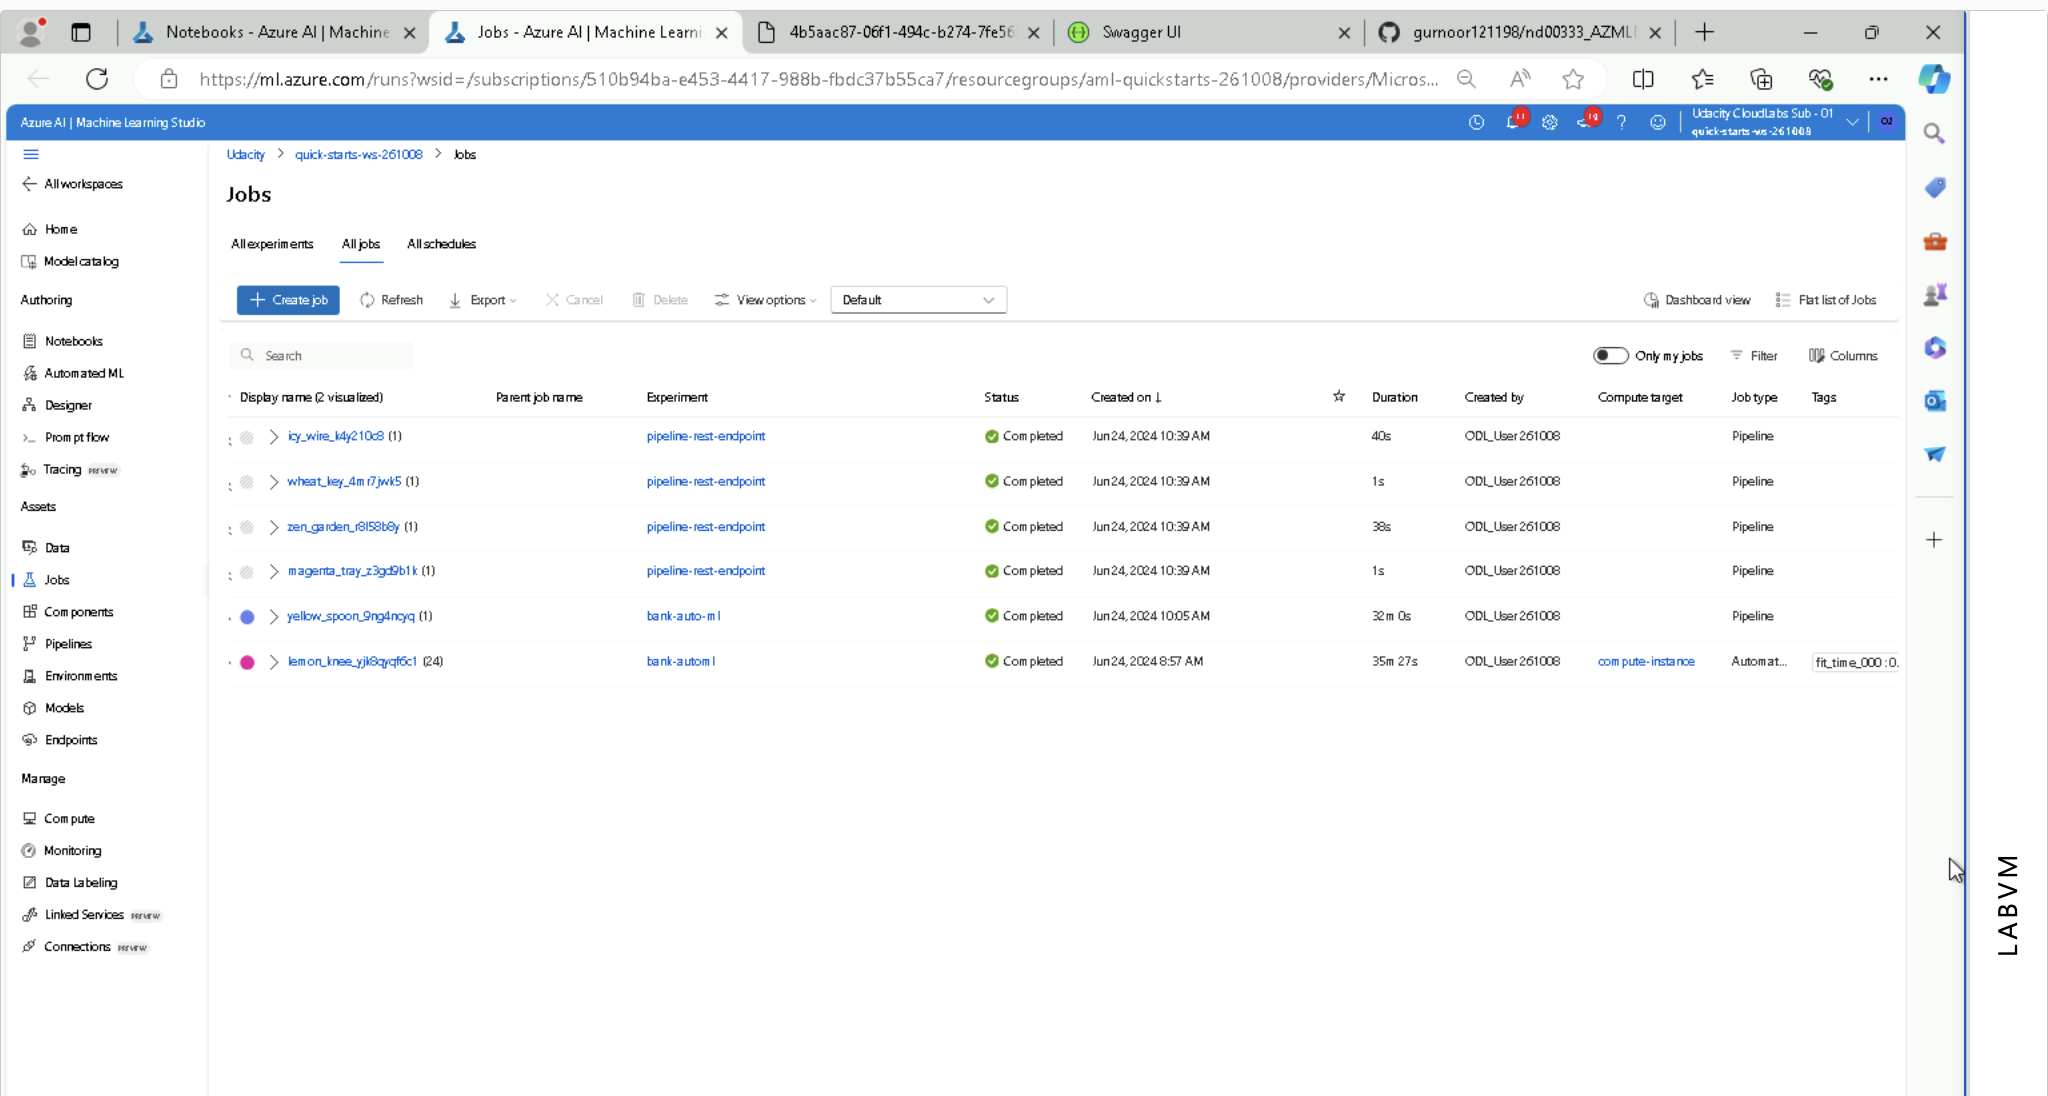 Notebooks - Azure AI | Machine
Jobs - Azure AI | Machine Learni
4b5aac87-06f1-494c-b274-7fe56
Swagger UI
gurnoor121198/nd00333_AZML
https://ml.azure.com/runs?wsid=/subscriptions/510b94ba-e453-4417-988b-fbdc37b55ca7/resourcegroups/aml-quickstarts-261008/providers/Micros...
Azure AI | Machine Learning Studio
11
19
?
Udacity CloudLabs Sub - 01
quick-starts-ws-261008
O2
Udacity > quick-starts-ws-261008 > Jobs
All workspaces
Jobs
Home
Model catalog
Authoring
Notebooks
Automated ML
Designer
Prompt flow
Tracing PREVIEW
Assets
Data
Jobs
Components
Pipelines
Environments
Models
Endpoints
Manage
Compute
Monitoring
Data Labeling
Linked Services PREVIEW
Connections PREVIEW
All experiments All jobs All schedules
Create job Refresh Export Cancel Delete View options Default Dashboard view Flat list of Jobs
Search Only my jobs Filter Columns
Display name (2 visualized) Parent job name Experiment Status Created on ↓ Duration Created by Compute target Job type Tags
icy_wire_k4y210c8 (1) pipeline-rest-endpoint Completed Jun 24, 2024 10:39 AM 40s ODL_User 261008 Pipeline
wheat_key_4mr7jwk5 (1) pipeline-rest-endpoint Completed Jun 24, 2024 10:39 AM 1s ODL_User 261008 Pipeline
zen_garden_r8l58b8y (1) pipeline-rest-endpoint Completed Jun 24, 2024 10:39 AM 38s ODL_User 261008 Pipeline
magenta_tray_z3gd9b1k (1) pipeline-rest-endpoint Completed Jun 24, 2024 10:39 AM 1s ODL_User 261008 Pipeline
yellow_spoon_9ng4ncyq (1) bank-auto-ml Completed Jun 24, 2024 10:05 AM 32m 0s ODL_User 261008 Pipeline
lemon_knee_yjk8qyqf6c1 (24) bank-automl Completed Jun 24, 2024 8:57 AM 35m 27s ODL_User 261008 compute-instance Automat... fit_time_000 : 0.
LABVM